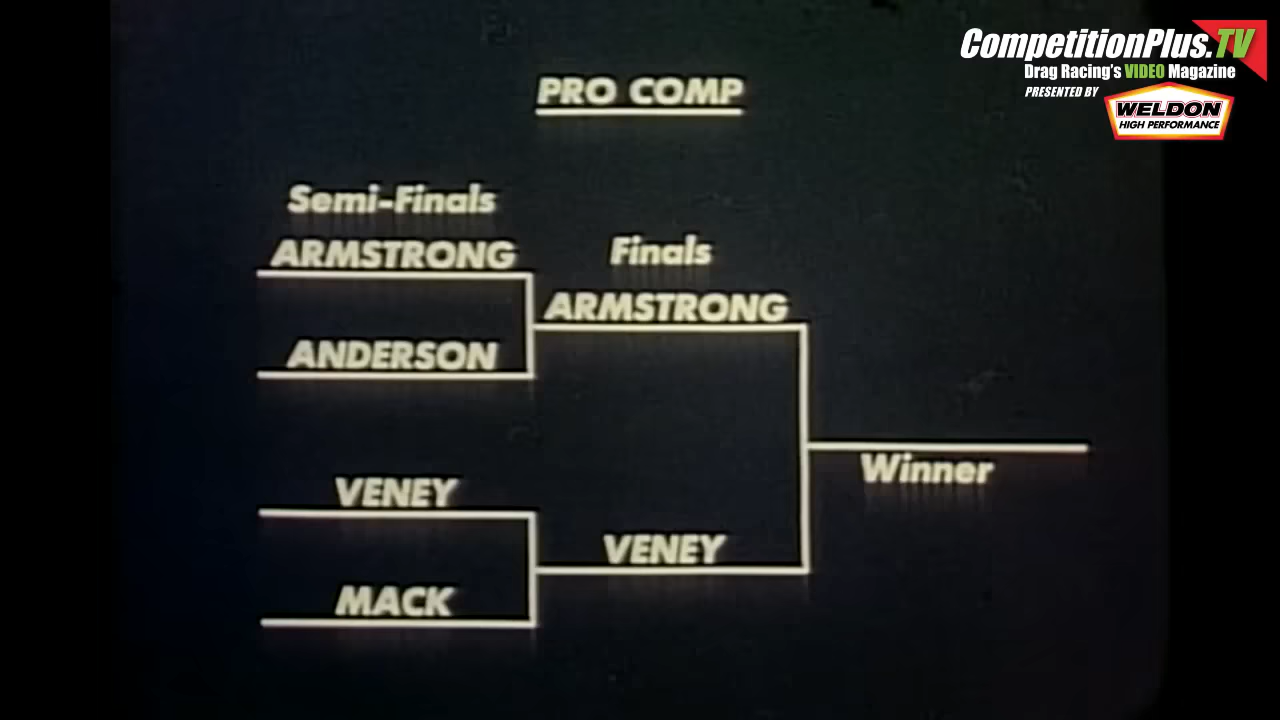 CompetitionPlus.TV
Drag Racing's VIDEO Magazine
PRESENTED BY
WELDON
HIGH PERFORMANCE
PRO COMP
Semi-Finals
ARMSTRONG
Finals
ARMSTRONG
ANDERSON
Winner
VENEY
VENEY
MACK